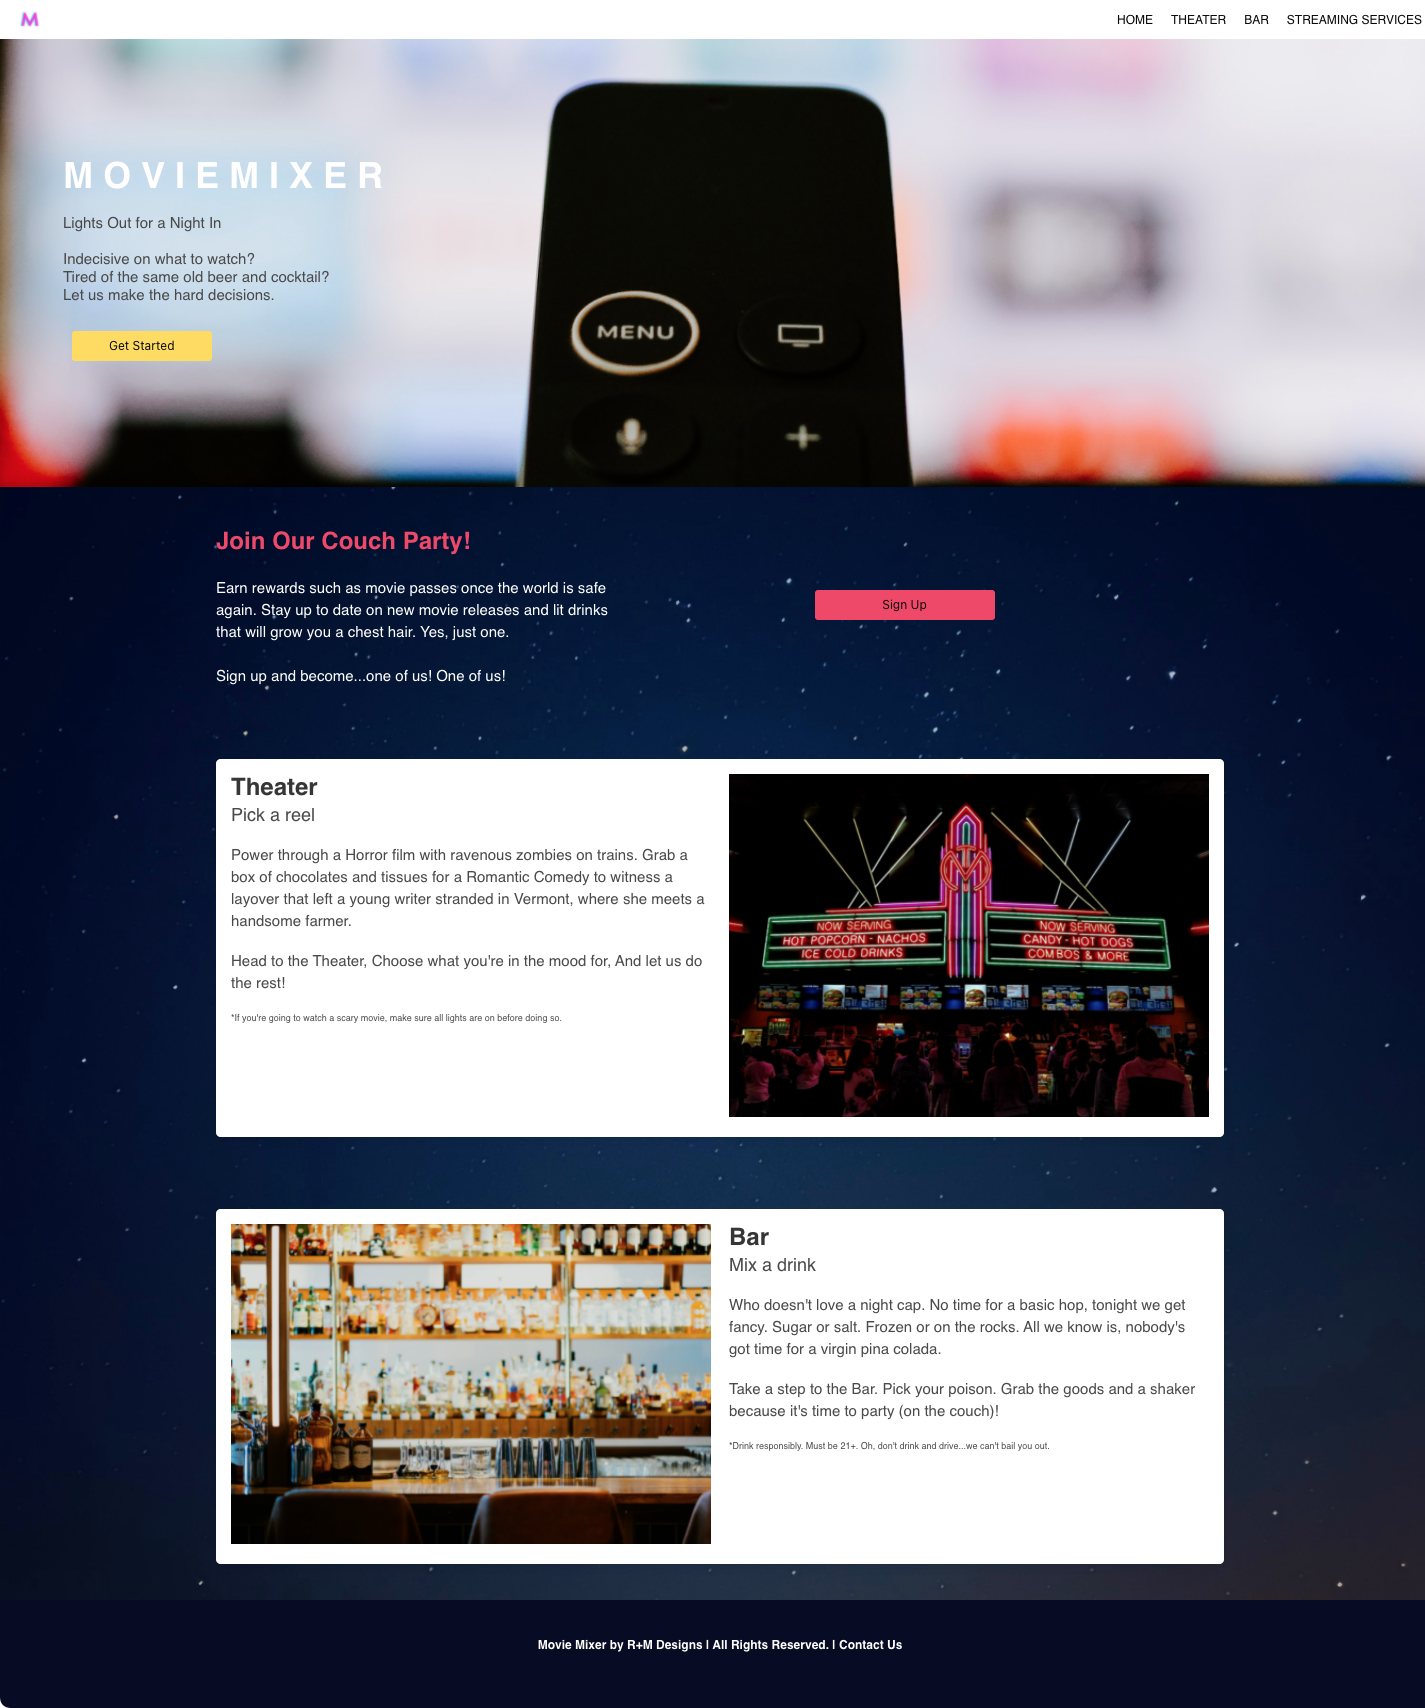 M
HOME THEATER BAR STREAMING SERVICES
MOVIEMIXER
Lights Out for a Night In
Indecisive on what to watch?
Tired of the same old beer and cocktail?
Let us make the hard decisions.
Get Started
MENU
Join Our Couch Party!
Earn rewards such as movie passes once the world is safe
again. Stay up to date on new movie releases and lit drinks
that will grow you a chest hair. Yes, just one.
Sign up and become...one of us! One of us!
Sign Up
Theater
Pick a reel
Power through a Horror film with ravenous zombies on trains. Grab a
box of chocolates and tissues for a Romantic Comedy to witness a
layover that left a young writer stranded in Vermont, where she meets a
handsome farmer.
Head to the Theater, Choose what you're in the mood for, And let us do
the rest!
*If you're going to watch a scary movie, make sure all lights are on before doing so.
NOW SERVING
HOT POPCORN - NACHOS
ICE COLD DRINKS
NOW SERVING
CANDY - HOT DOGS
COMBOS & MORE
Bar
Mix a drink
Who doesn't love a night cap. No time for a basic hop, tonight we get
fancy. Sugar or salt. Frozen or on the rocks. All we know is, nobody's
got time for a virgin pina colada.
Take a step to the Bar. Pick your poison. Grab the goods and a shaker
because it's time to party (on the couch)!
*Drink responsibly. Must be 21+. Oh, don't drink and drive...we can't bail you out.
Movie Mixer by R+M Designs | All Rights Reserved. | Contact Us